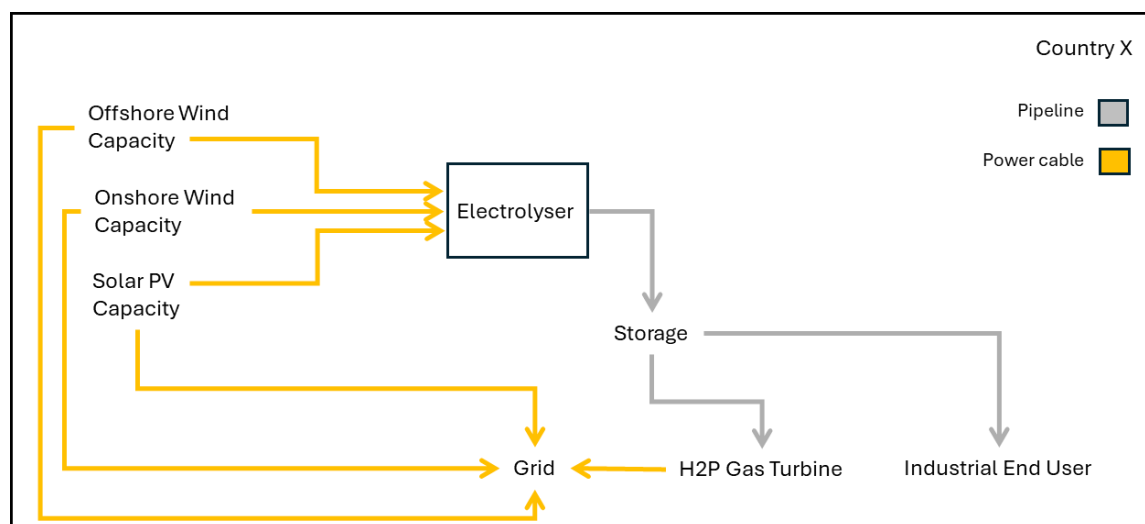 Country X
Pipeline
Power cable
Offshore Wind
Capacity
Onshore Wind
Capacity
Solar PV
Capacity
Electrolyser
Storage
Grid
H2P Gas Turbine
Industrial End User